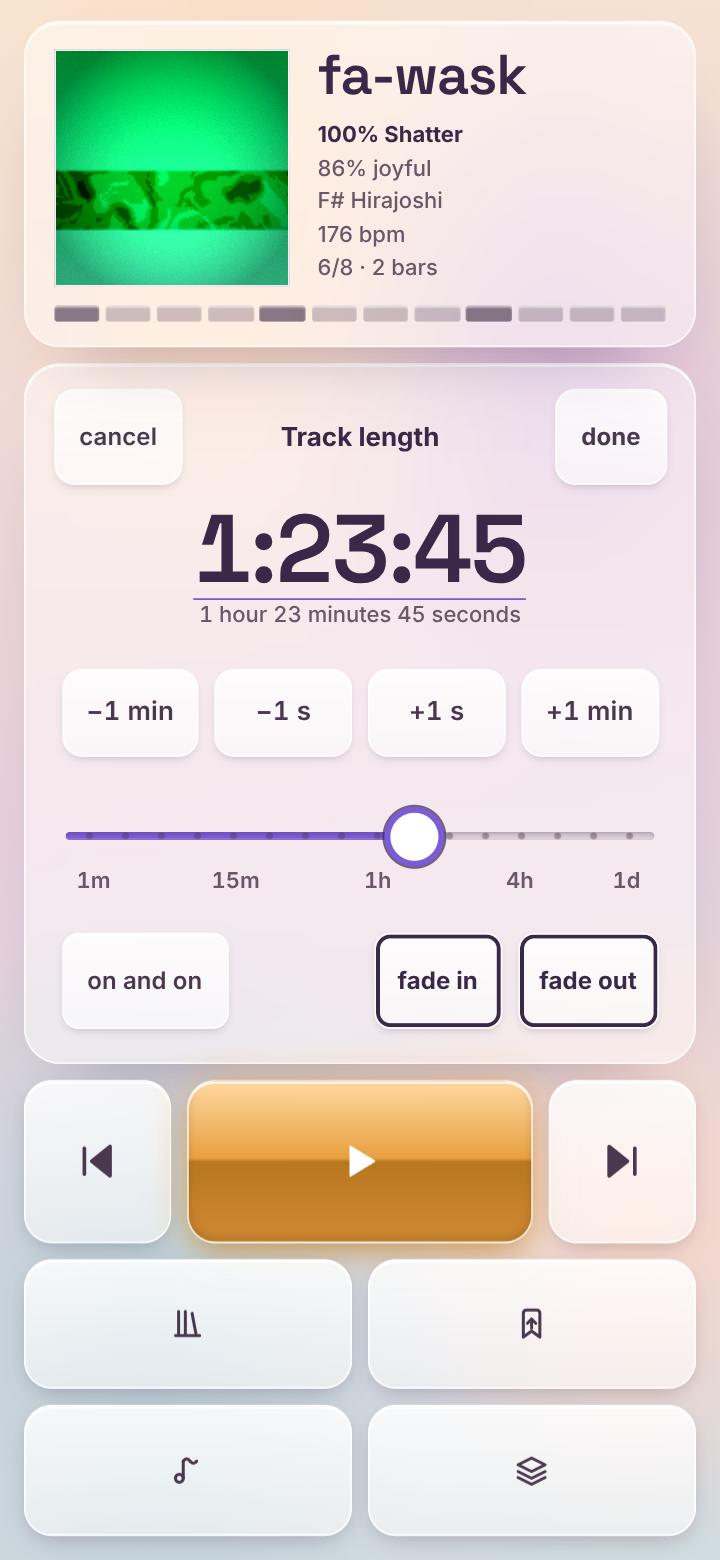 fa-wask
100% Shatter
86% joyful
F# Hirajoshi
176 bpm
6/8 · 2 bars
cancel
Track length
done
1:23:45
1 hour 23 minutes 45 seconds
−1 min
−1 s
+1 s
+1 min
1m
15m
1h
4h
1d
on and on
fade in
fade out